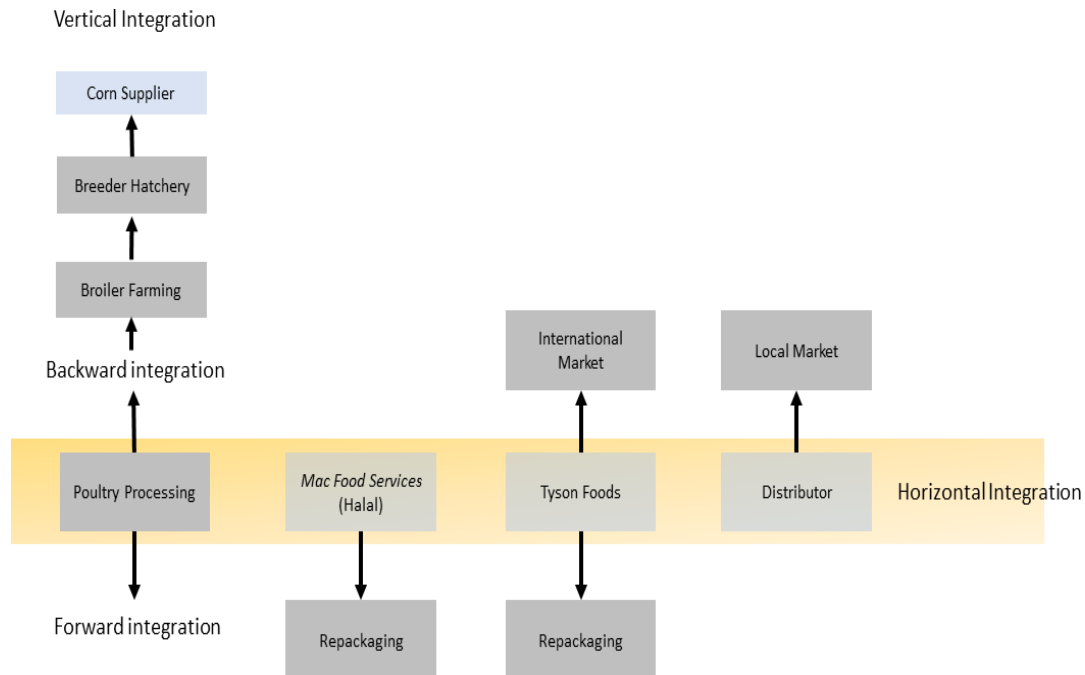 Vertical Integration
Corn Supplier
Breeder Hatchery
Broiler Farming
Backward integration
International
Market
Local Market
Poultry Processing
Mac Food Services
(Halal)
Tyson Foods
Distributor
Horizontal Integration
Forward integration
Repackaging
Repackaging